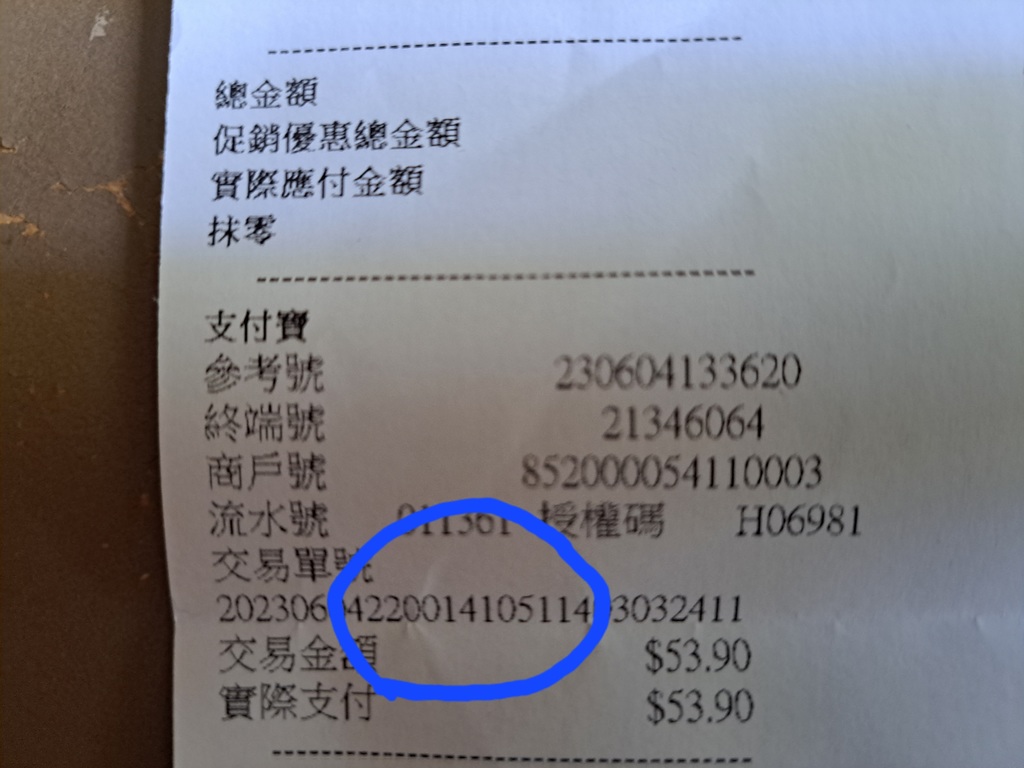 總金額
促銷優惠總金額
實際應付金額
抹零
支付寶
參考號 230604133620
終端號 21346064
商戶號 852000054110003
流水號 011361 授權碼 H06981
交易單號
交易金額 $53.90
實際支付 $53.90